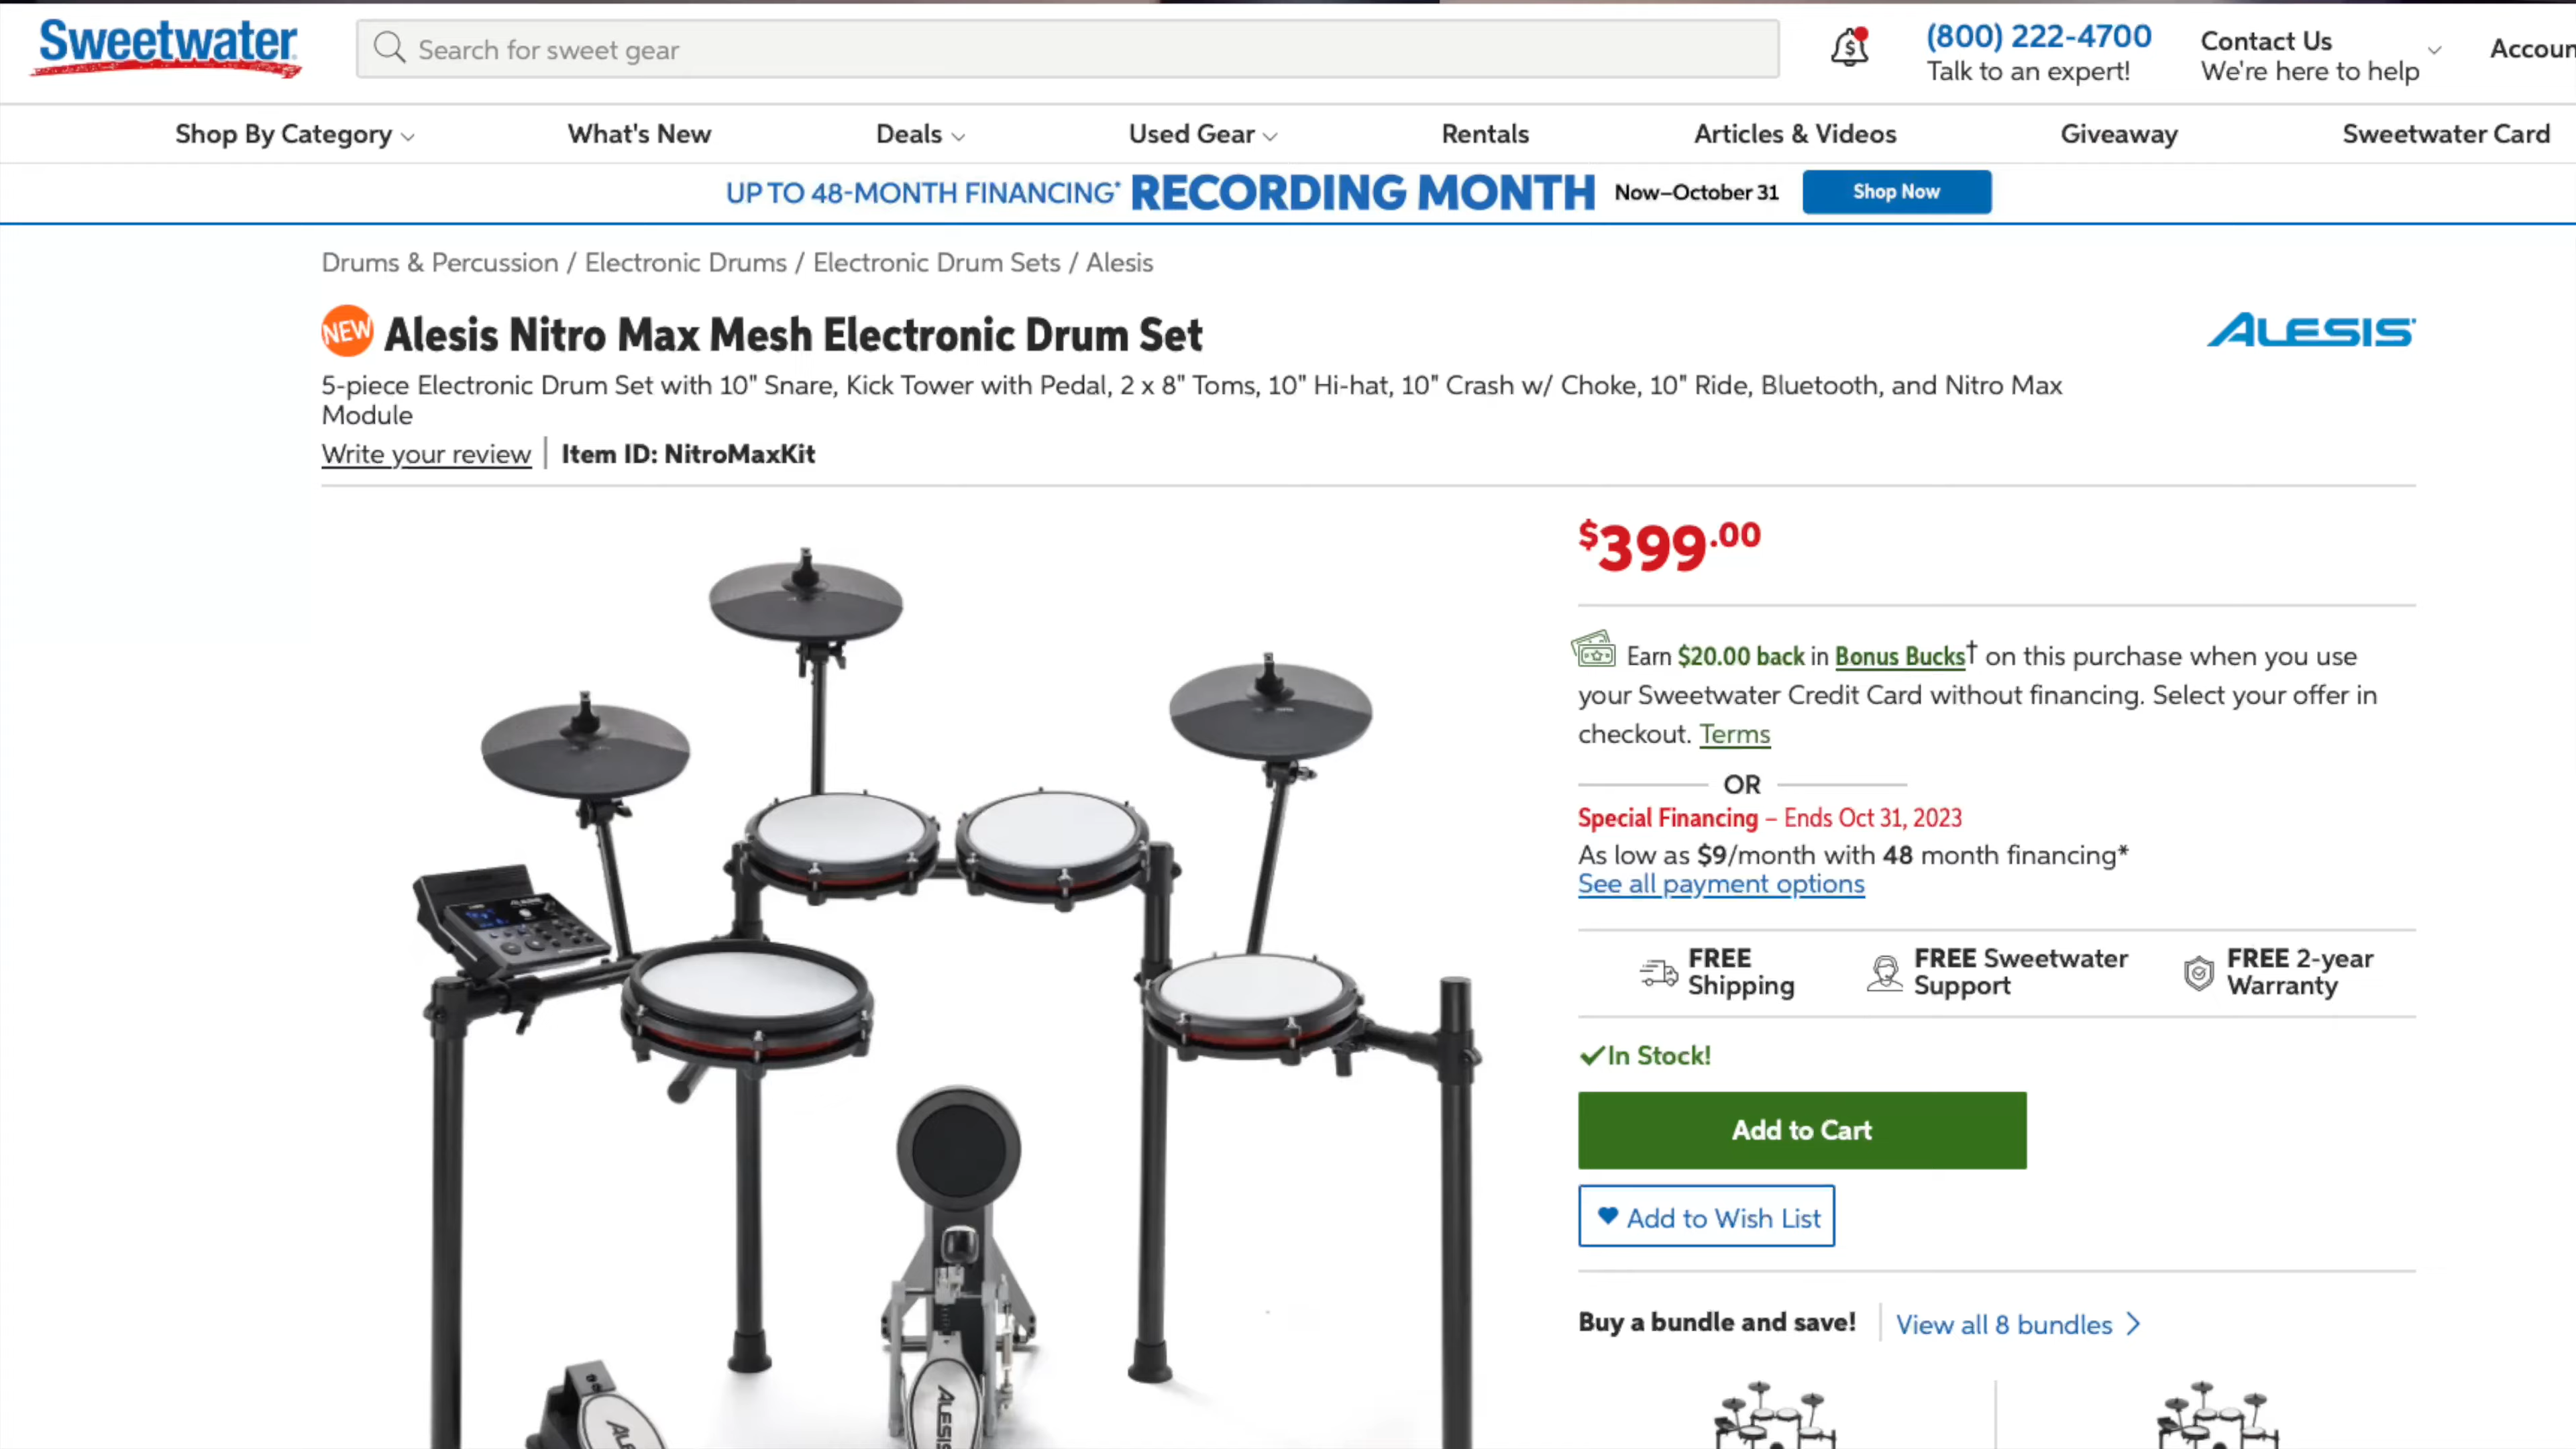 Sweetwater
Search for sweet gear
(800) 222-4700
Talk to an expert!
Contact Us
We're here to help
Shop By Category
What's New
Deals
Used Gear
Rentals
Articles & Videos
Giveaway
Sweetwater Card
UP TO 48-MONTH FINANCING* RECORDING MONTH Now–October 31 Shop Now
Drums & Percussion / Electronic Drums / Electronic Drum Sets / Alesis
NEW Alesis Nitro Max Mesh Electronic Drum Set
ALESIS
5-piece Electronic Drum Set with 10" Snare, Kick Tower with Pedal, 2 x 8" Toms, 10" Hi-hat, 10" Crash w/ Choke, 10" Ride, Bluetooth, and Nitro Max
Module
Write your review | Item ID: NitroMaxKit
$399.00
Earn $20.00 back in Bonus Bucks† on this purchase when you use
your Sweetwater Credit Card without financing. Select your offer in
checkout. Terms
OR
Special Financing – Ends Oct 31, 2023
As low as $9/month with 48 month financing*
See all payment options
FREE
Shipping
FREE Sweetwater
Support
FREE 2-year
Warranty
In Stock!
Add to Cart
Add to Wish List
Buy a bundle and save!
View all 8 bundles
ALESIS